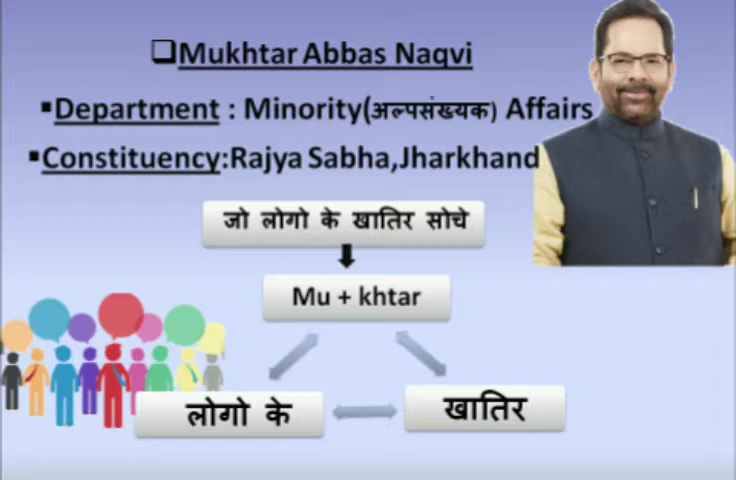 ❑Mukhtar Abbas Naqvi
▪Department : Minority(अल्पसंख्यक) Affairs
▪Constituency:Rajya Sabha,Jharkhand
जो लोगो के खातिर सोचे
Mu + khtar
लोगो के
खातिर